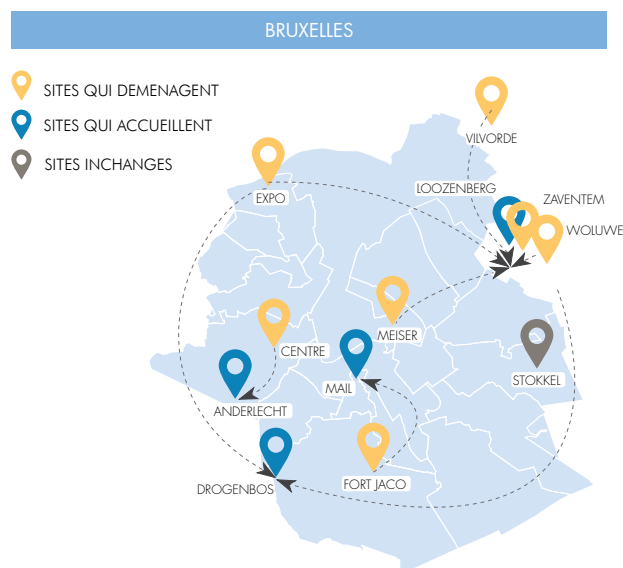 BRUXELLES
SITES QUI DEMENAGENT
SITES QUI ACCUEILLENT
SITES INCHANGES
VILVORDE
EXPO
LOOZENBERG
ZAVENTEM
WOLUWE
MEISER
CENTRE
STOKKEL
MAIL
ANDERLECHT
FORT JACO
DROGENBOS